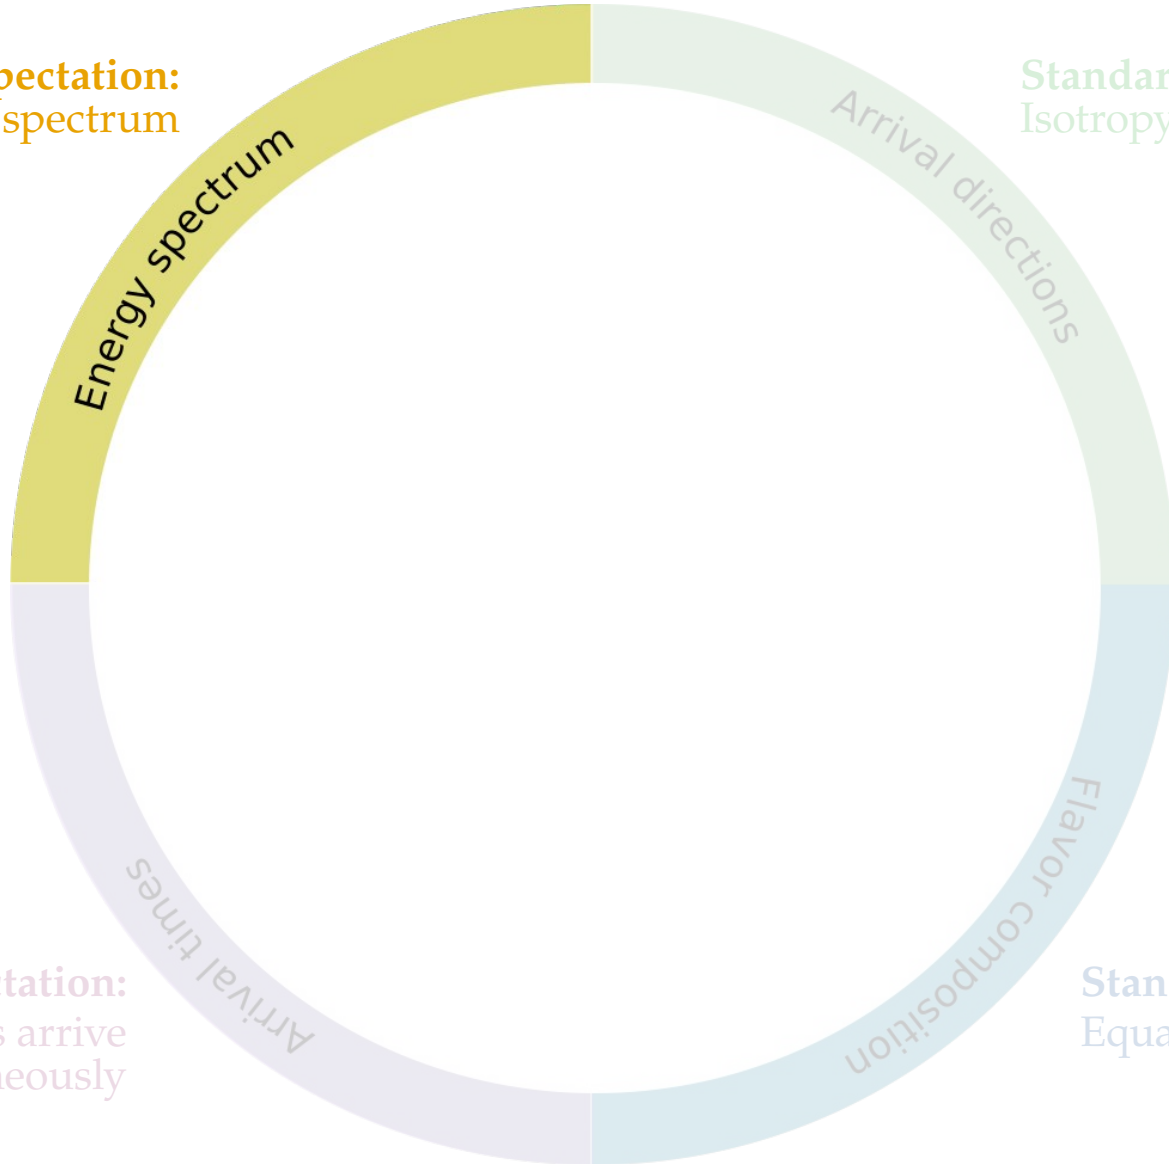 pectation:
spectrum
Energy spectrum
Arrival directions
Standar
Isotropy
tation:
s arrive
neously
Arrival times
Flavor composition
Stan
Equa